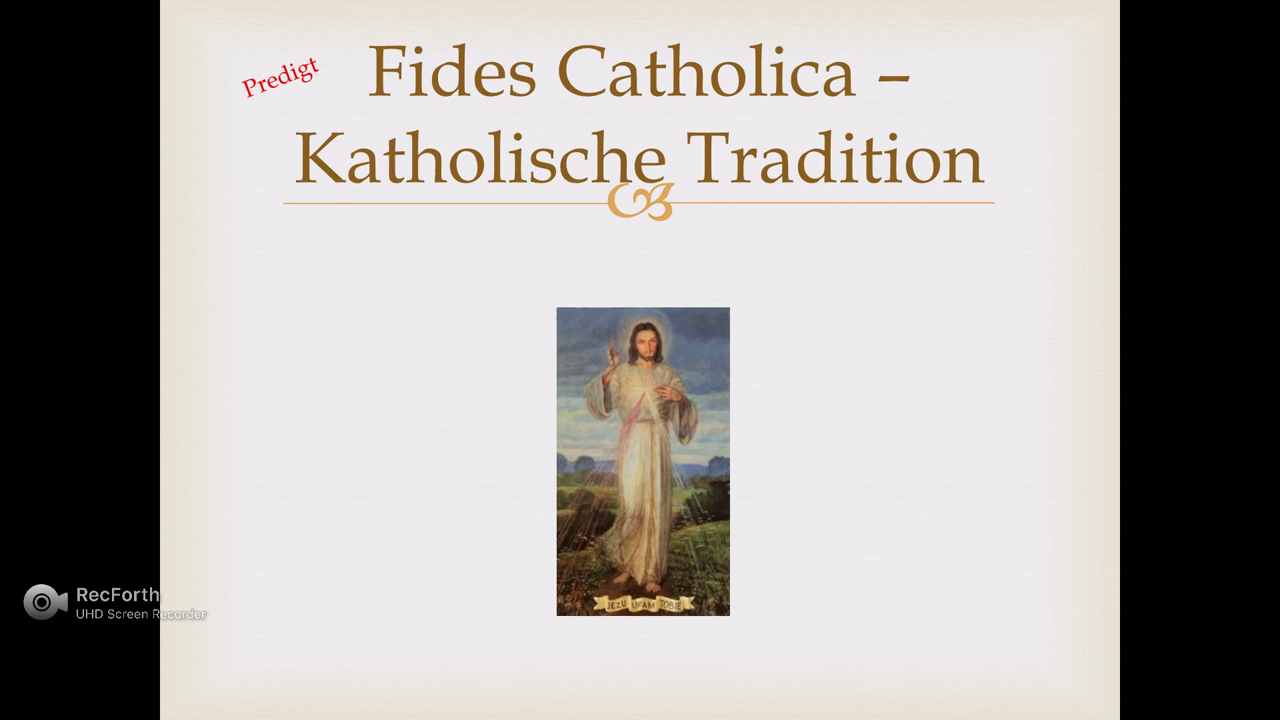 Predigt
Fides Catholica –
Katholische Tradition
JEZU UFAM TOBIE
RecForth
UHD Screen Recorder